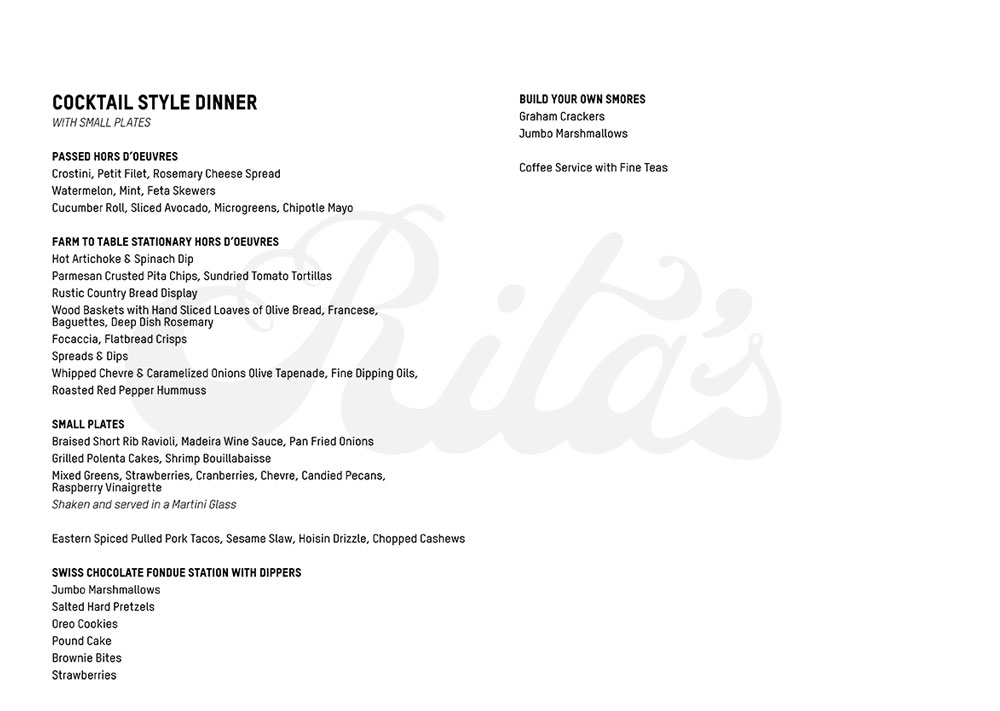 COCKTAIL STYLE DINNER
WITH SMALL PLATES
PASSED HORS D'OEUVRES
Crostini, Petit Filet, Rosemary Cheese Spread
Watermelon, Mint, Feta Skewers
Cucumber Roll, Sliced Avocado, Microgreens, Chipotle Mayo
FARM TO TABLE STATIONARY HORS D'OEUVRES
Hot Artichoke & Spinach Dip
Parmesan Crusted Pita Chips, Sundried Tomato Tortillas
Rustic Country Bread Display
Wood Baskets with Hand Sliced Loaves of Olive Bread, Francese,
Baguettes, Deep Dish Rosemary
Focaccia, Flatbread Crisps
Spreads & Dips
Whipped Chevre & Caramelized Onions Olive Tapenade, Fine Dipping Oils,
Roasted Red Pepper Hummuss
SMALL PLATES
Braised Short Rib Ravioli, Madeira Wine Sauce, Pan Fried Onions
Grilled Polenta Cakes, Shrimp Bouillabaisse
Mixed Greens, Strawberries, Cranberries, Chevre, Candied Pecans,
Raspberry Vinaigrette
Shaken and served in a Martini Glass
Eastern Spiced Pulled Pork Tacos, Sesame Slaw, Hoisin Drizzle, Chopped Cashews
SWISS CHOCOLATE FONDUE STATION WITH DIPPERS
Jumbo Marshmallows
Salted Hard Pretzels
Oreo Cookies
Pound Cake
Brownie Bites
Strawberries
BUILD YOUR OWN SMORES
Graham Crackers
Jumbo Marshmallows
Coffee Service with Fine Teas
Rita's